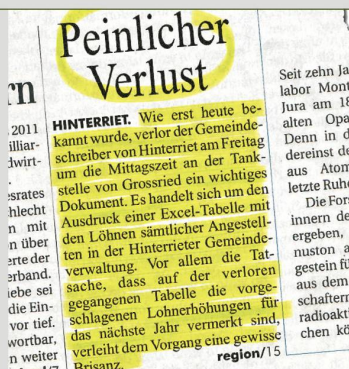 Peinlicher
Verlust
HINTERRIET. Wie erst heute be-
kannt wurde, verlor der Gemeinde-
schreiber von Hinterriet am Freitag
um die Mittagszeit an der Tank-
stelle von Grossried ein wichtiges
Dokument. Es handelt sich um den
Ausdruck einer Excel-Tabelle mit
den Löhnen sämtlicher Angestell-
ten in der Hinterrieter Gemeinde-
verwaltung. Vor allem die Tat-
sache, dass auf der verloren
gegangenen Tabelle die vorge-
schlagenen Lohnerhöhungen für
das nächste Jahr vermerkt sind,
verleiht dem Vorgang eine gewisse
Brisanz.
region/15
rn
2011
illiar-
dwirt-
esrates
hlecht
n mit
n über
erte der
erband.
iebe sei
die Ein-
vor tief.
wortbar,
n weiter
Seit zehn Ja
labor Mont
Jura am 18
alten Opa
Denn in d
dereinst de
aus Atom
letzte Ruhe
Die Fors
innern de
ergeben,
nuston a
gestein fü
aus dem
schaftern
radioakti
chen kö